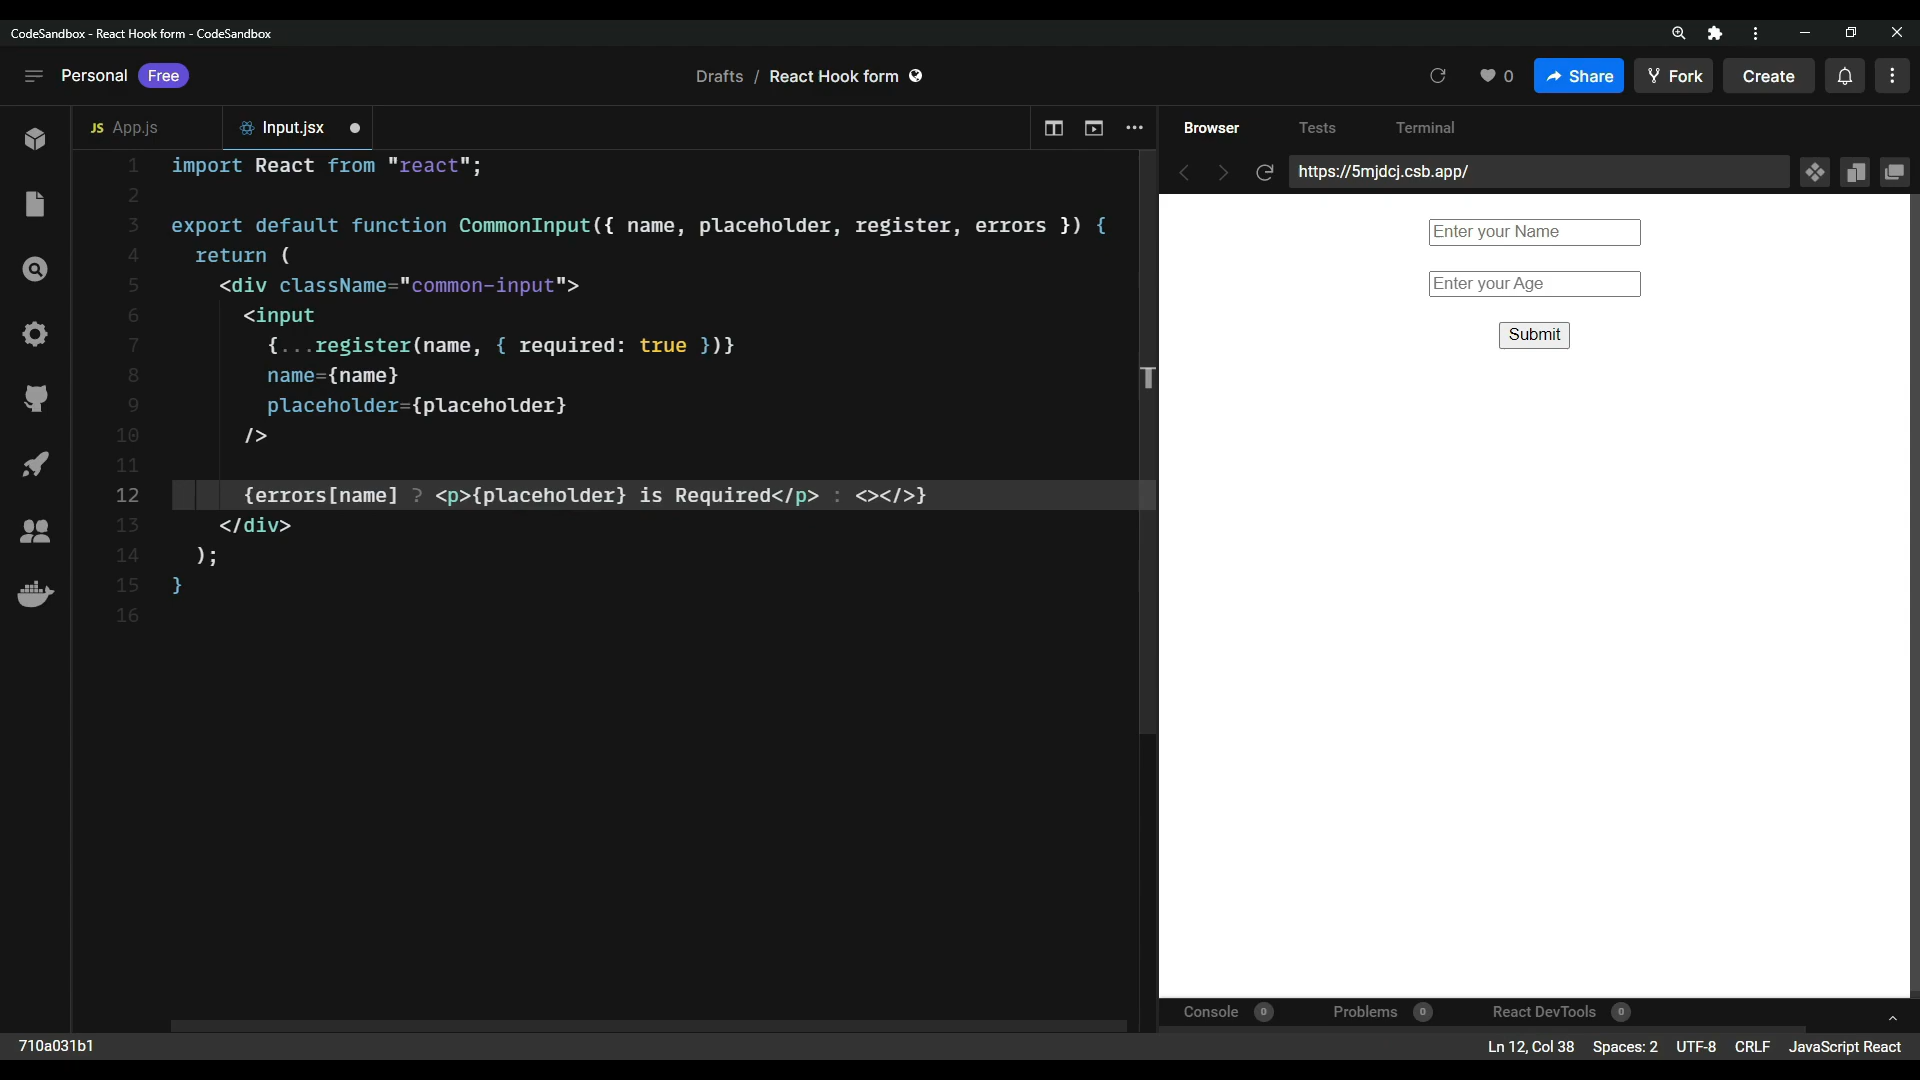 CodeSandbox - React Hook form - CodeSandbox
Personal Free
Drafts / React Hook form
0 Share Fork Create
JS App.js Input.jsx
1 import React from "react";
2
3 export default function CommonInput({ name, placeholder, register, errors }) {
4 return (
5 <div className="common-input">
6 <input
7 {...register(name, { required: true })}
8 name={name}
9 placeholder={placeholder}
10 />
11
12 {errors[name] ? <p>{placeholder} is Required</p> : <></>}
13 </div>
14 );
15 }
16
Browser Tests Terminal
https://5mjdcj.csb.app/
Enter your Name
Enter your Age
Submit
Console 0 Problems 0 React DevTools 0
710a031b1
Ln 12, Col 38 Spaces: 2 UTF-8 CRLF JavaScript React